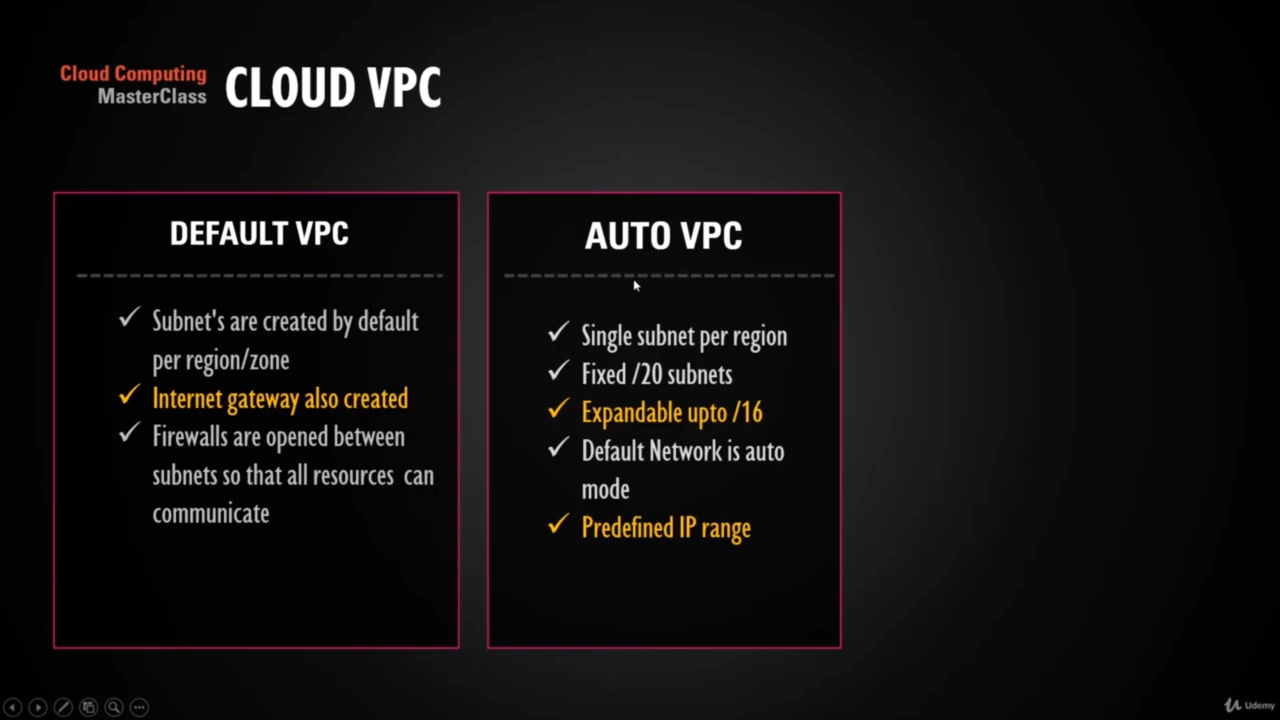 Cloud Computing
MasterClass
CLOUD VPC
DEFAULT VPC
Subnet's are created by default
per region/zone
Internet gateway also created
Firewalls are opened between
subnets so that all resources can
communicate
AUTO VPC
Single subnet per region
Fixed /20 subnets
Expandable upto /16
Default Network is auto
mode
Predefined IP range
Udemy